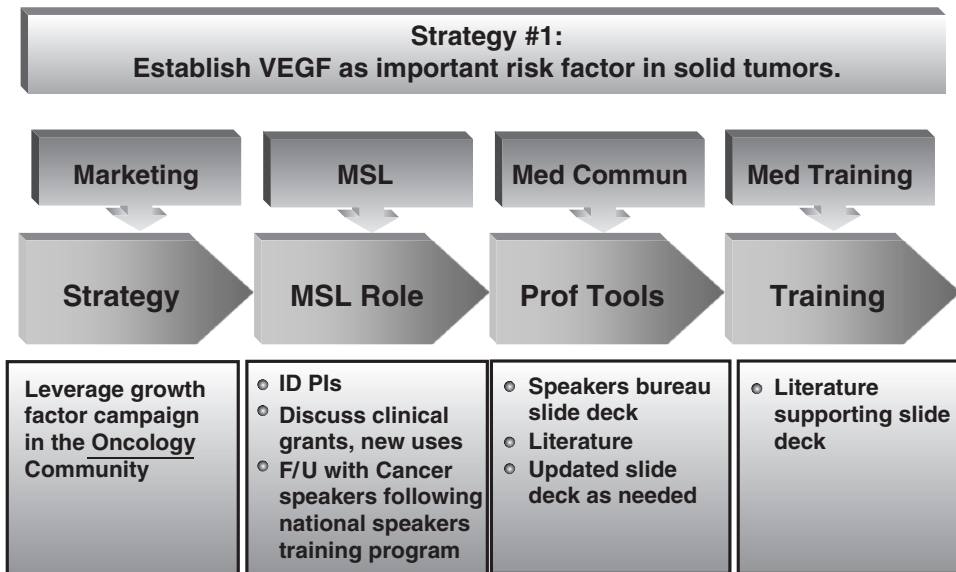 Strategy #1:
Establish VEGF as important risk factor in solid tumors.
Marketing
MSL
Med Commun
Med Training
Strategy
MSL Role
Prof Tools
Training
Leverage growth
factor campaign
in the Oncology
Community
ID PIs
Discuss clinical
grants, new uses
F/U with Cancer
speakers following
national speakers
training program
Speakers bureau
slide deck
Literature
Updated slide
deck as needed
Literature
supporting slide
deck